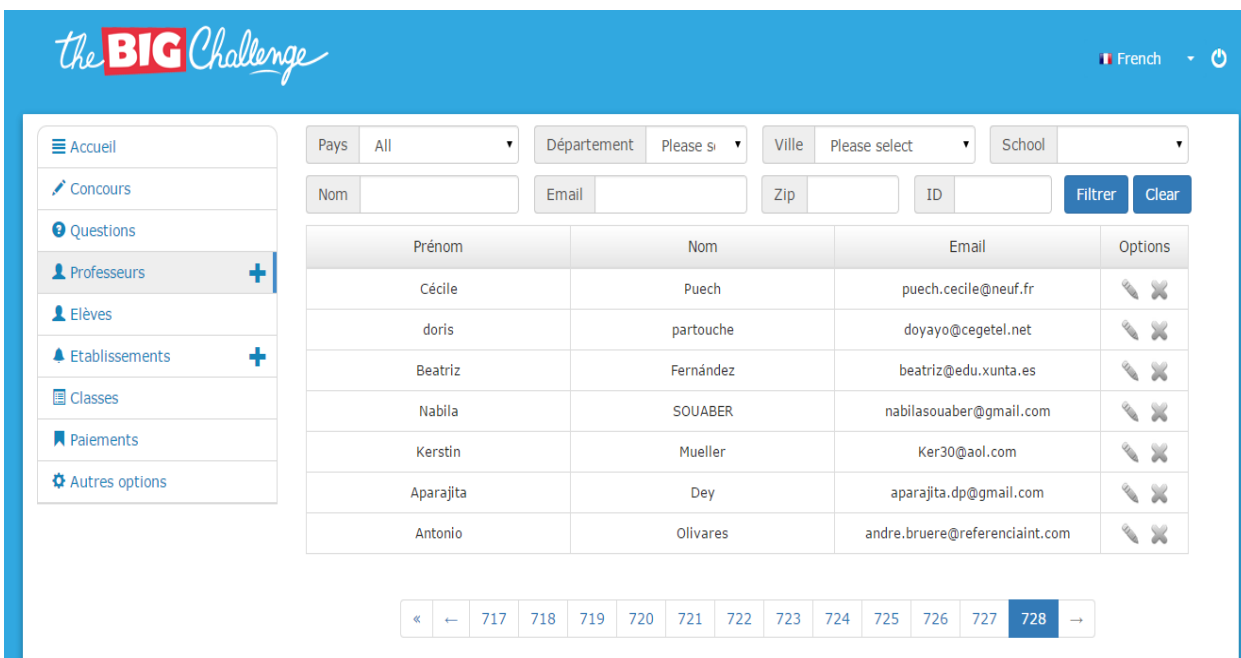 the BIG Challenge
French
Accueil
Concours
Questions
Professeurs
Elèves
Etablissements
Classes
Paiements
Autres options
Pays All Département Please s Ville Please select School
Nom Email Zip ID Filtrer Clear
Prénom Nom Email Options
Cécile Puech puech.cecile@neuf.fr
doris partouche doyayo@cegetel.net
Beatriz Fernández beatriz@edu.xunta.es
Nabila SOUABER nabilasouaber@gmail.com
Kerstin Mueller Ker30@aol.com
Aparajita Dey aparajita.dp@gmail.com
Antonio Olivares andre.bruere@referenciaint.com
« ← 717 718 719 720 721 722 723 724 725 726 727 728 →